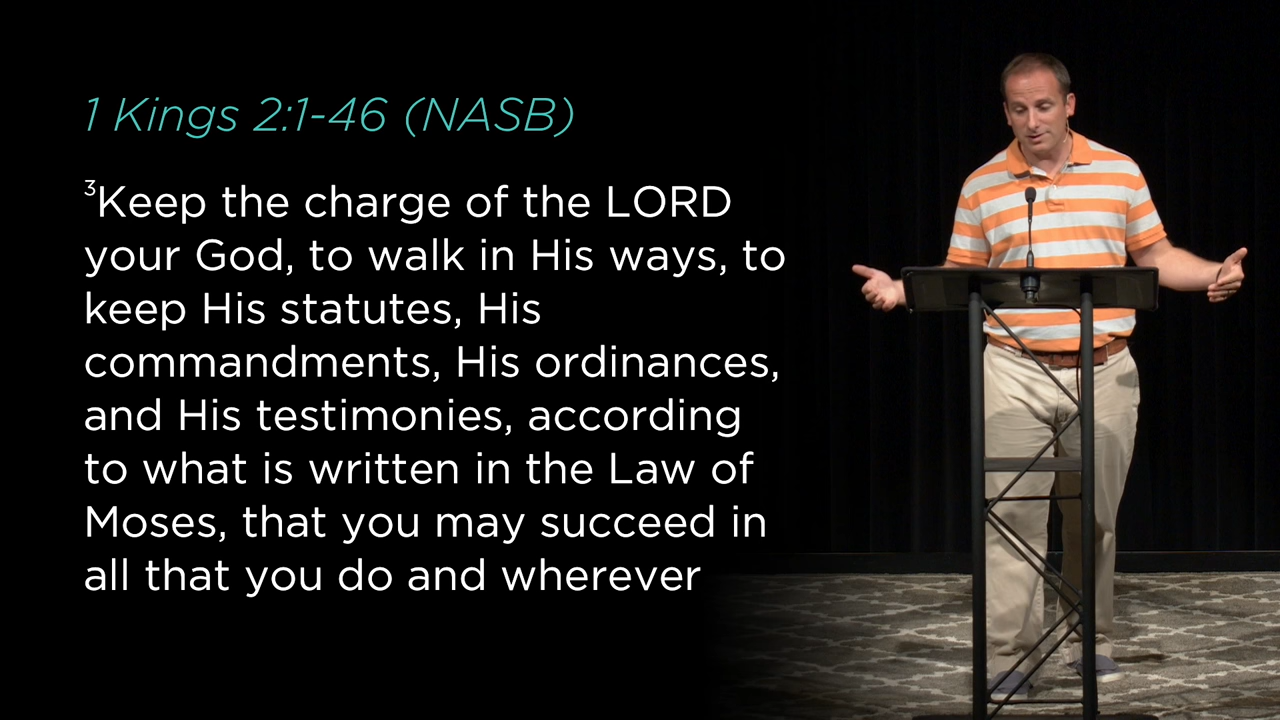 1 Kings 2:1-46 (NASB)
3Keep the charge of the LORD
your God, to walk in His ways, to
keep His statutes, His
commandments, His ordinances,
and His testimonies, according
to what is written in the Law of
Moses, that you may succeed in
all that you do and wherever